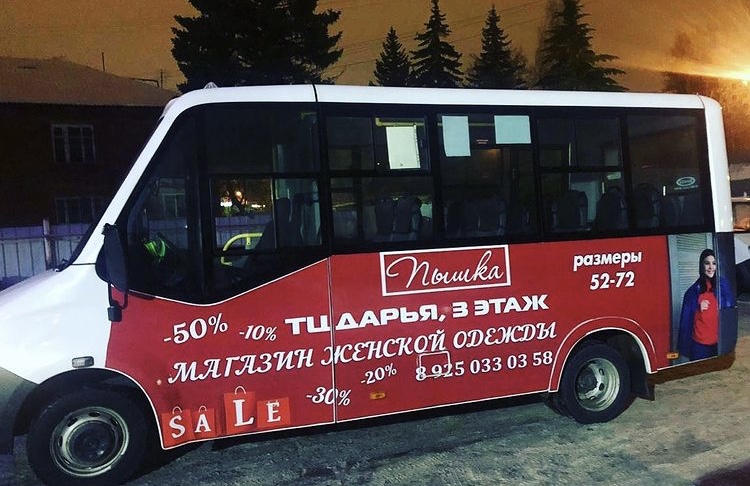 Пышка
размеры
52-72
-50% -10% ТЦ ДАРЬЯ, 3 ЭТАЖ
МАГАЗИН ЖЕНСКОЙ ОДЕЖДЫ
-30% -20% 8 925 033 03 58
SALE